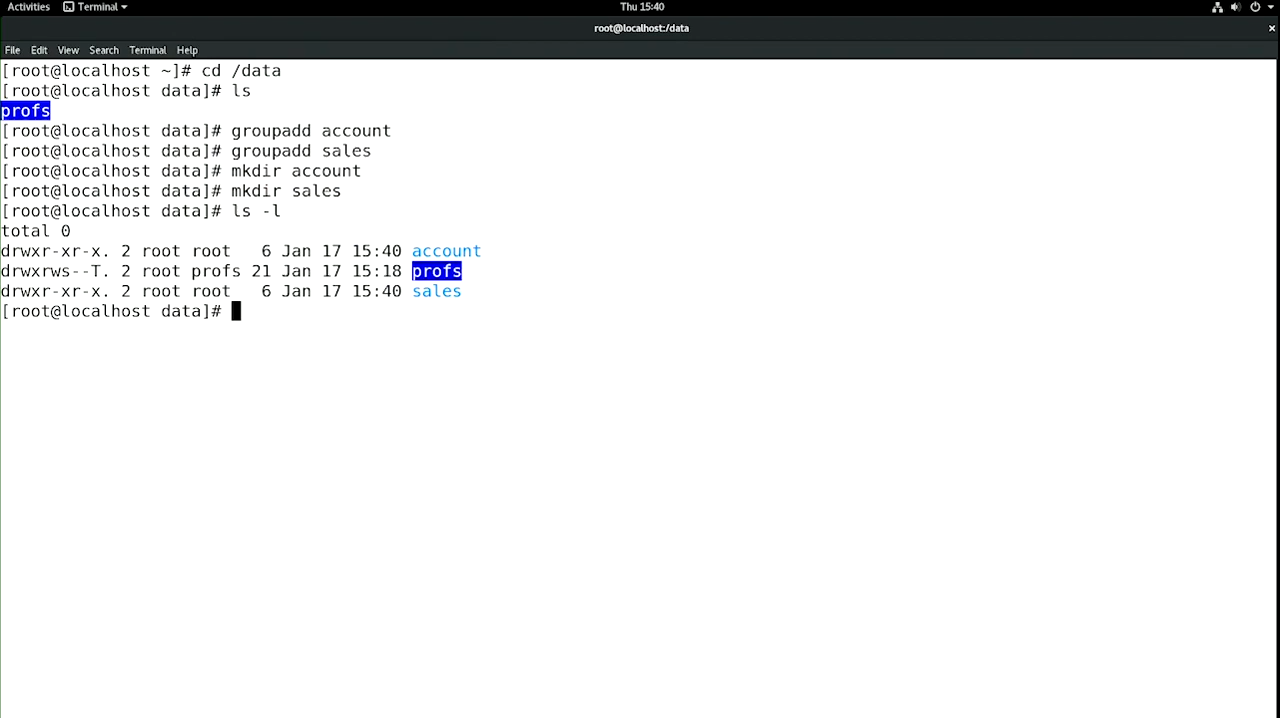 Activities Terminal Thu 15:40
root@localhost:/data ×
File Edit View Search Terminal Help
[root@localhost ~]# cd /data
[root@localhost data]# ls
profs
[root@localhost data]# groupadd account
[root@localhost data]# groupadd sales
[root@localhost data]# mkdir account
[root@localhost data]# mkdir sales
[root@localhost data]# ls -l
total 0
drwxr-xr-x. 2 root root   6 Jan 17 15:40 account
drwxrws--T. 2 root profs 21 Jan 17 15:18 profs
drwxr-xr-x. 2 root root   6 Jan 17 15:40 sales
[root@localhost data]#